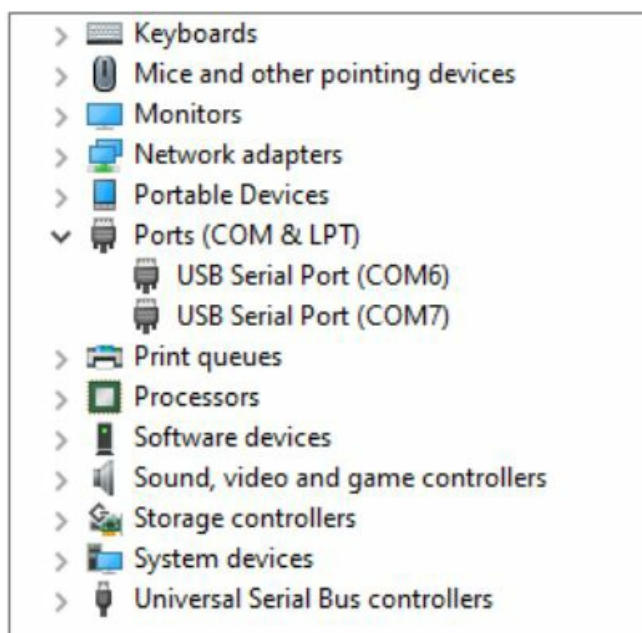 Keyboards
Mice and other pointing devices
Monitors
Network adapters
Portable Devices
Ports (COM & LPT)
USB Serial Port (COM6)
USB Serial Port (COM7)
Print queues
Processors
Software devices
Sound, video and game controllers
Storage controllers
System devices
Universal Serial Bus controllers